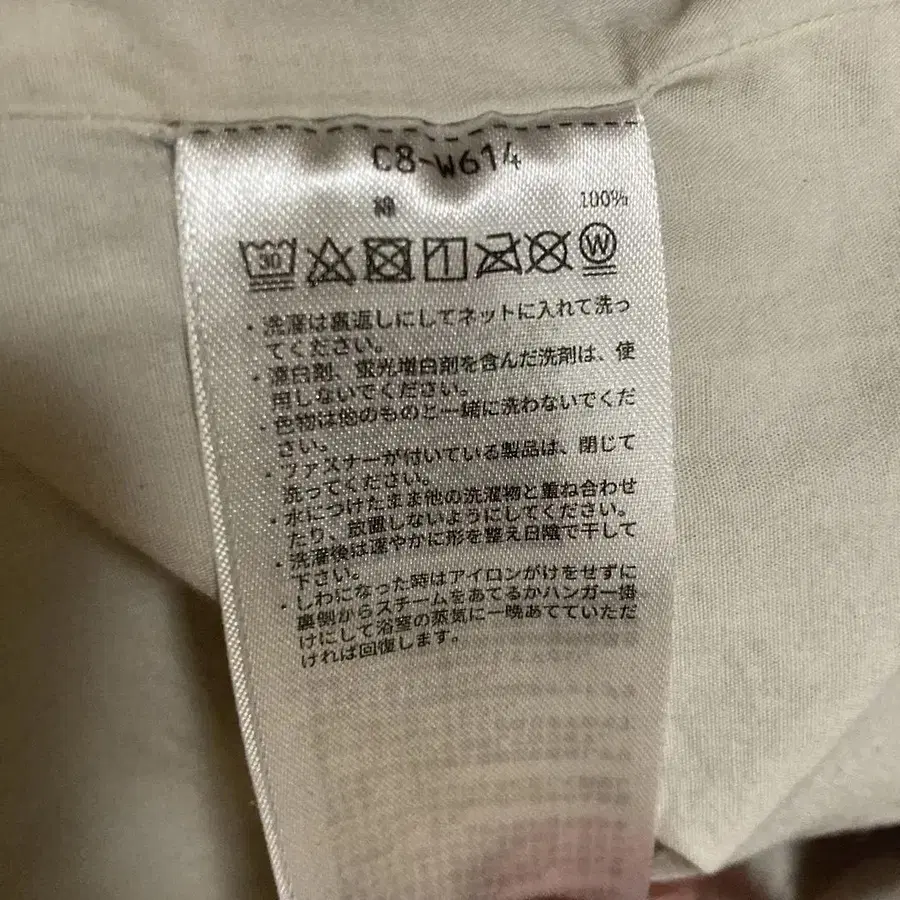 C8-W614
綿 100%
30 W
・洗濯は裏返しにしてネットに入れて洗っ
てください。
・漂白剤、蛍光増白剤を含んだ洗剤は、使
用しないでください。
・色物は他のものと一緒に洗わないでくだ
さい。
・ファスナーが付いている製品は、閉じて
洗ってください。
・水につけたまま他の洗濯物と重ね合わせ
たり、放置しないようにしてください。
・洗濯後は速やかに形を整え日陰で干して
下さい。
・しわになった時はアイロンがけをせずに
裏側からスチームをあてるかハンガー掛
けにして浴室の蒸気に一晩あてていただ
ければ回復します。